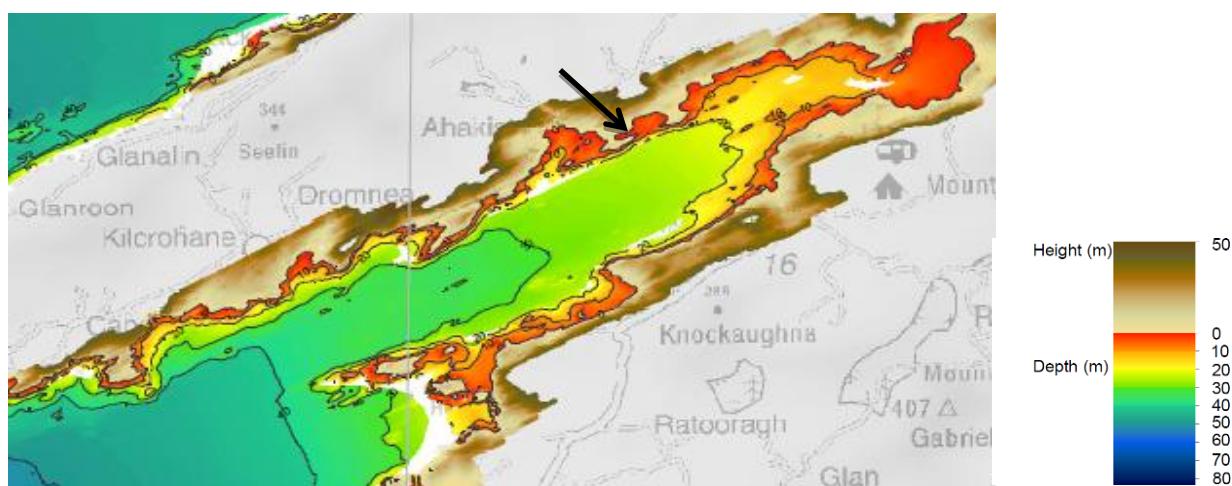 344
Seefin
Glanalin
Glanroon
Kilcrohane
Dromnea
Ahakis
Mount
16
288
Knockaughna
Ratooragh
Moun
407
Gabriel
Glan
Height (m)
50
0
Depth (m)
10
20
30
40
50
60
70
80